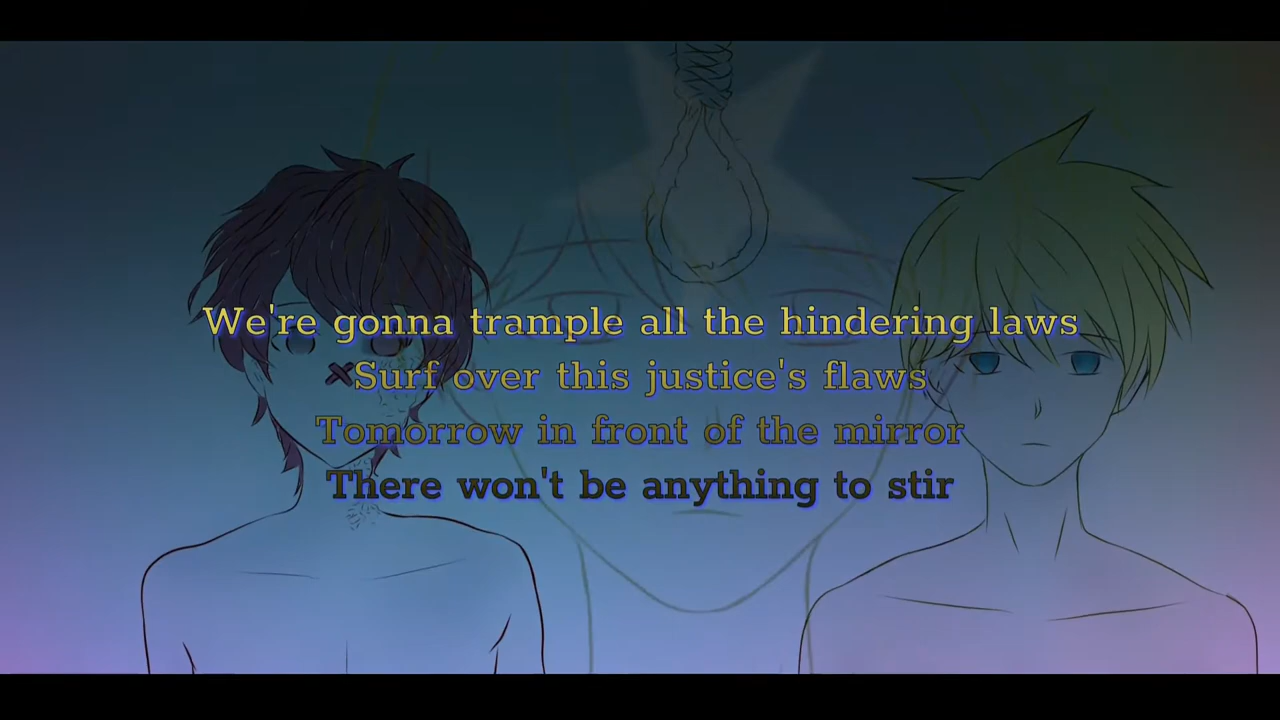 We're gonna trample all the hindering laws
Surf over this justice's flaws
Tomorrow in front of the mirror
There won't be anything to stir